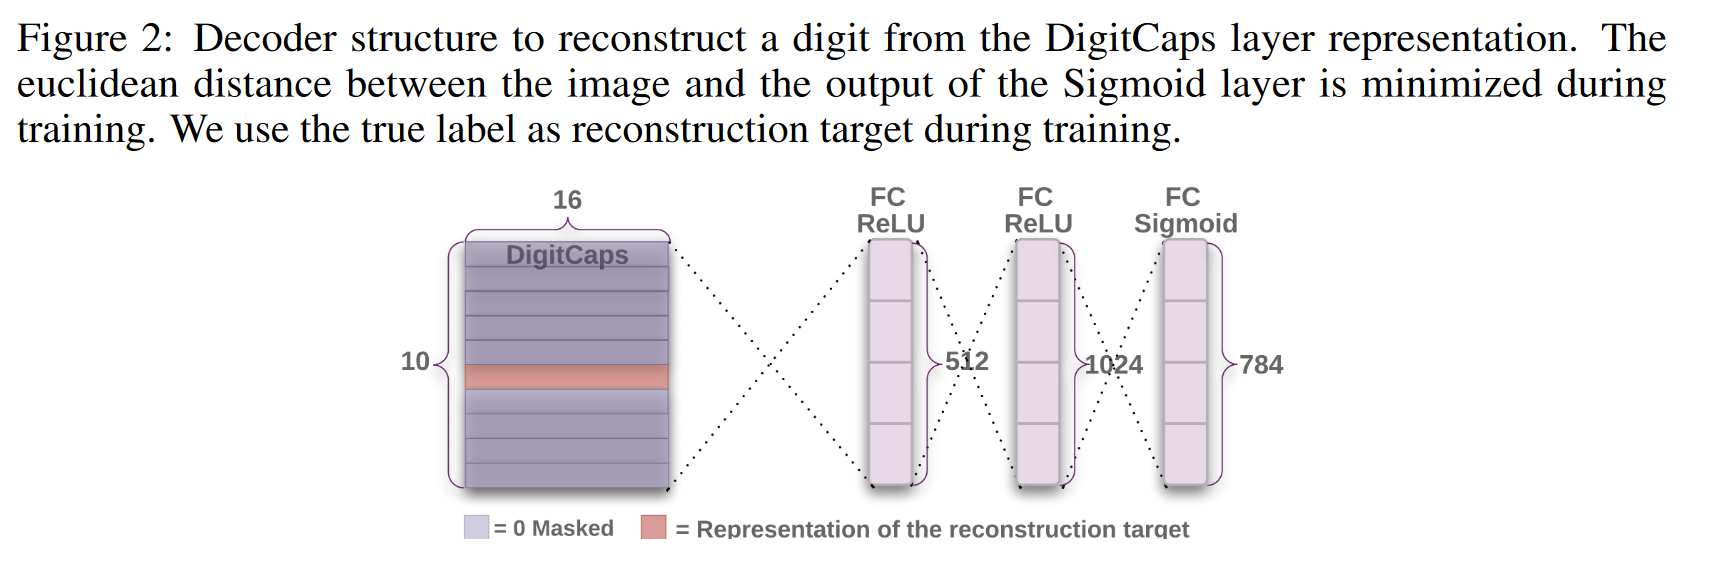 Figure 2: Decoder structure to reconstruct a digit from the DigitCaps layer representation. The
euclidean distance between the image and the output of the Sigmoid layer is minimized during
training. We use the true label as reconstruction target during training.
16
FC
ReLU
FC
ReLU
FC
Sigmoid
DigitCaps
10
512
1024
784
= 0 Masked
= Representation of the reconstruction target